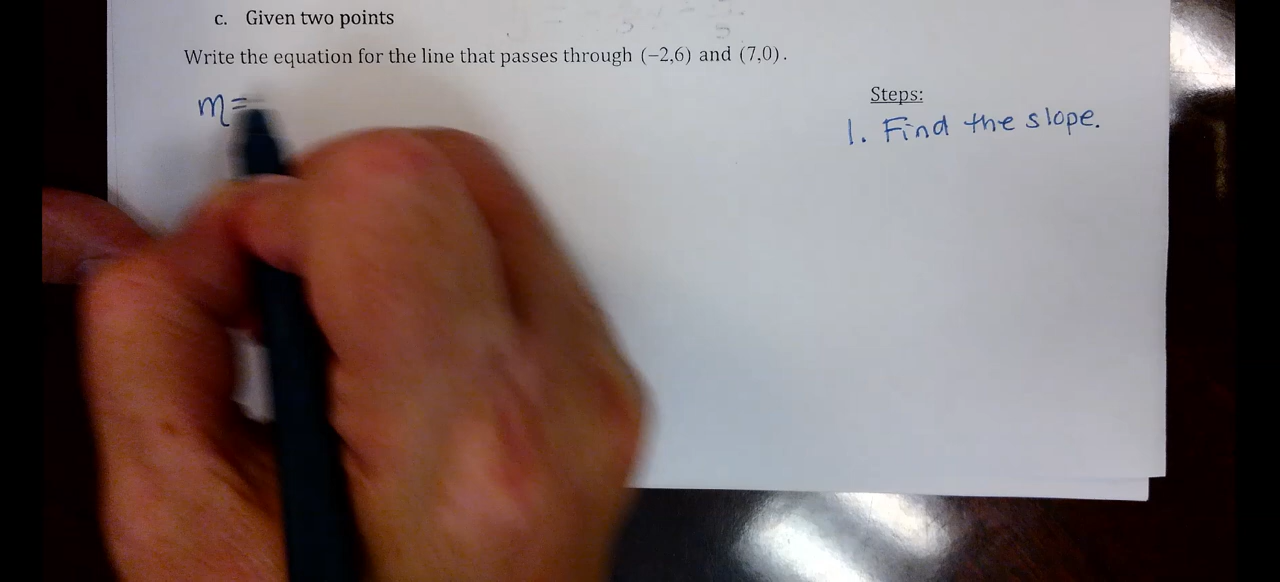 c. Given two points
Write the equation for the line that passes through (−2,6) and (7,0).
m=
Steps:
1. Find the slope.